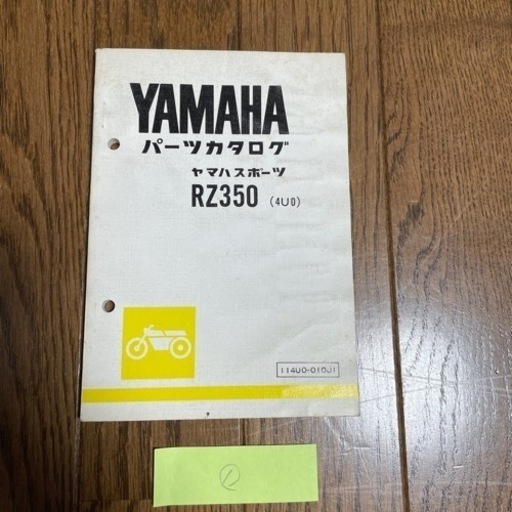 YAMAHA
パーツカタログ
ヤマハスポーツ
RZ350 (4U0)
114U0-010J1
②